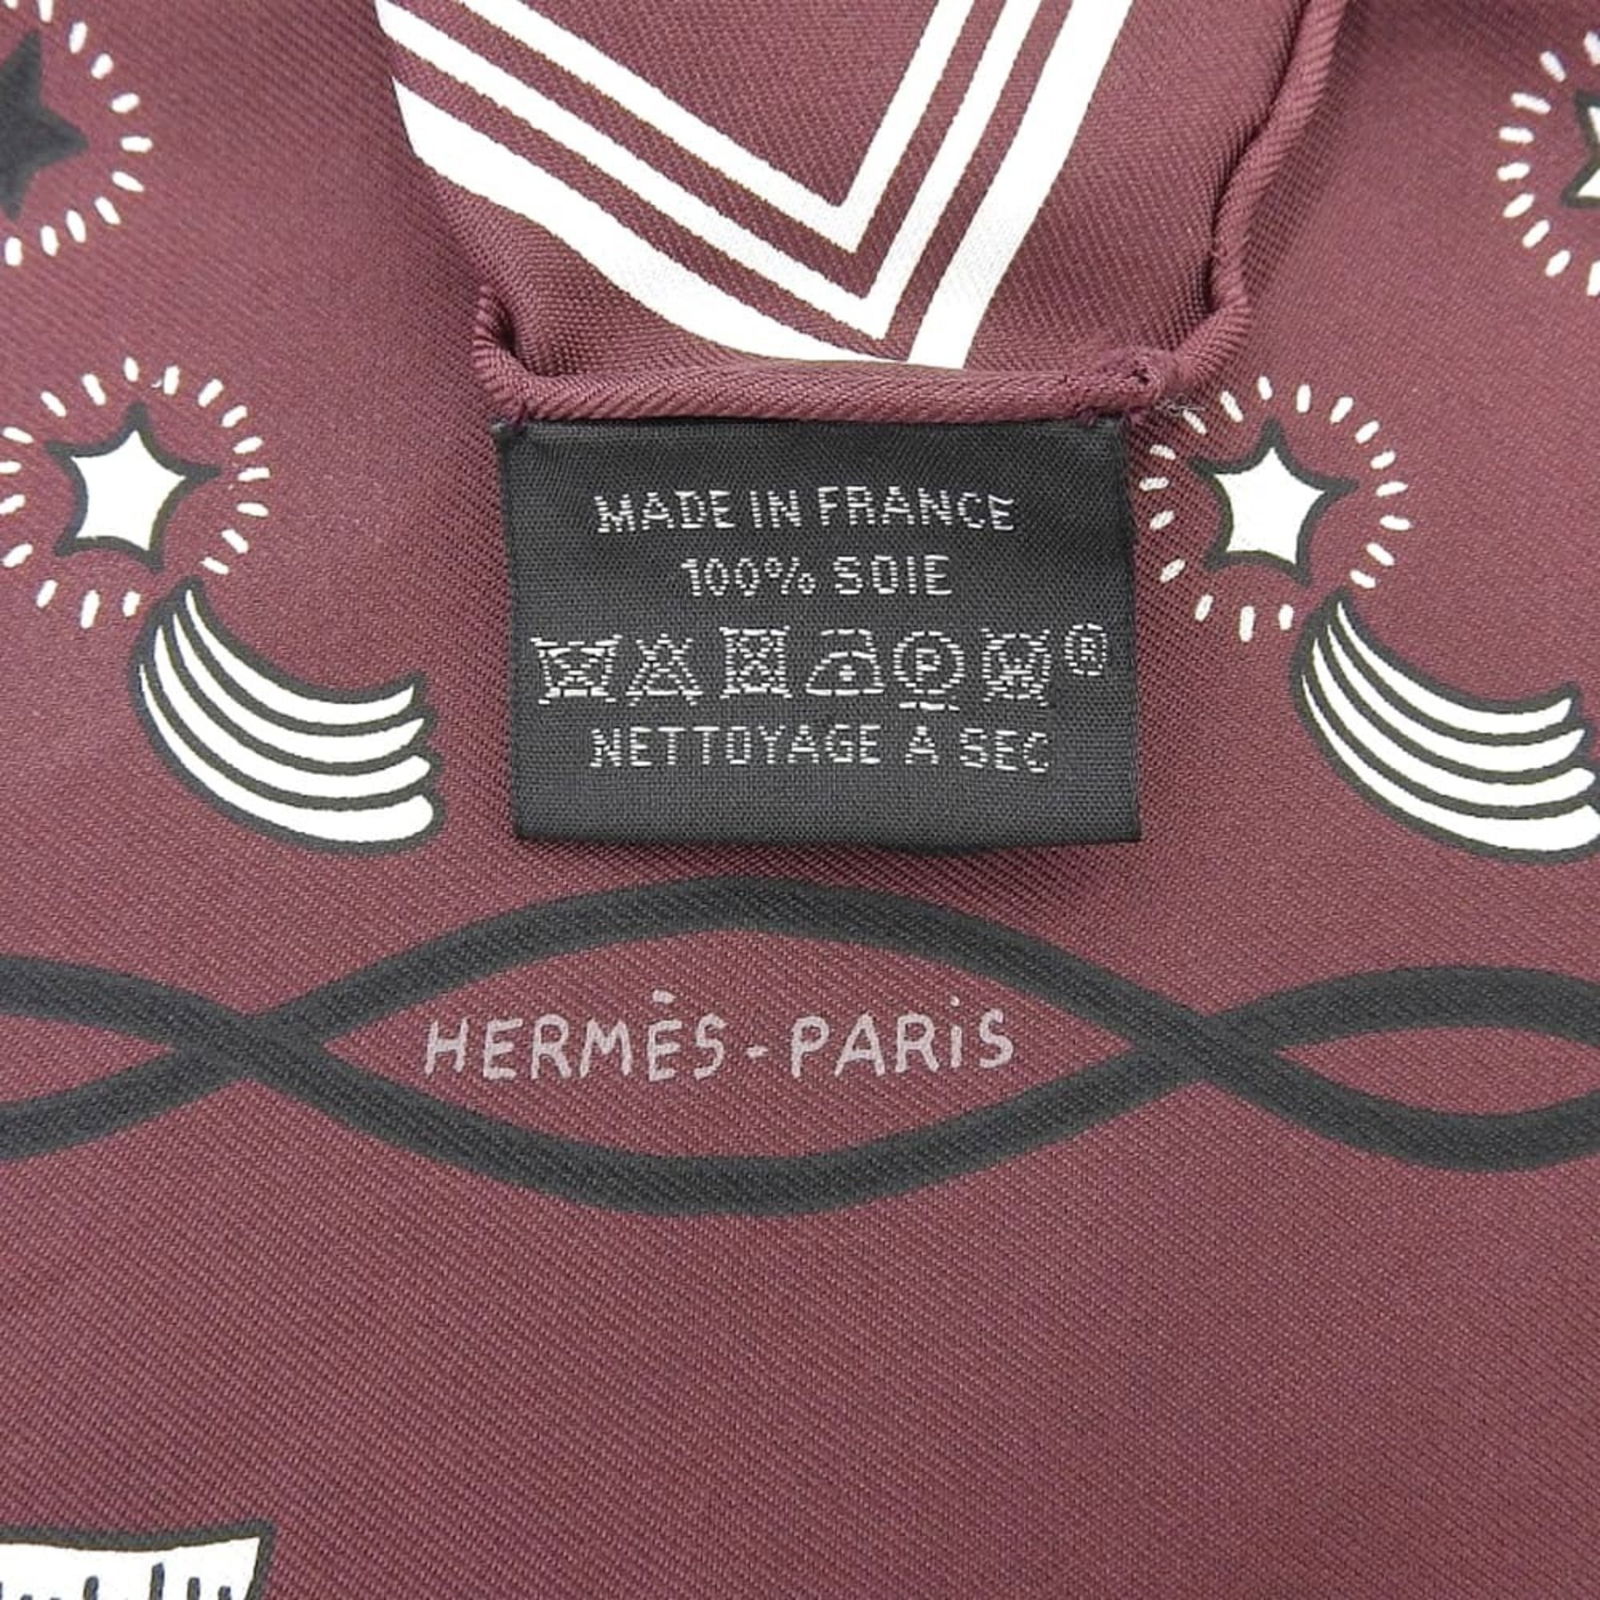 MADE IN FRANCE
100% SOIE
P W ®
NETTOYAGE A SEC
HERMÈS-PARiS